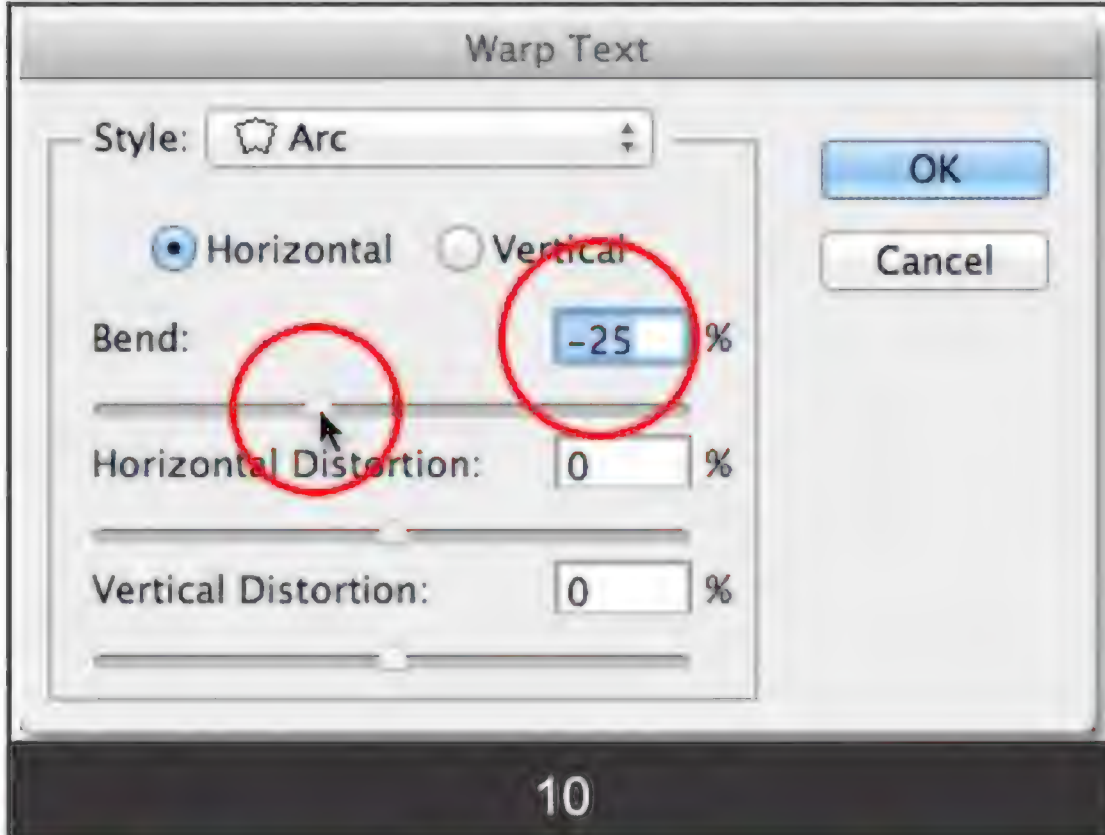 Warp Text
Style: Arc
OK
Horizontal Vertical
Cancel
Bend: -25 %
Horizontal Distortion: 0 %
Vertical Distortion: 0 %
10